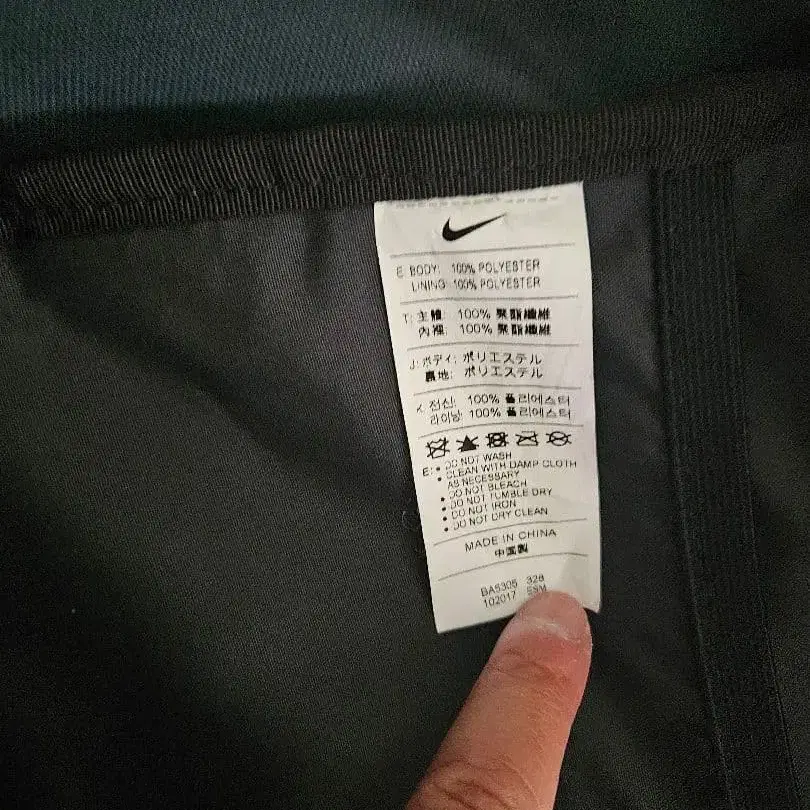 E BODY: 100% POLYESTER
LINING: 100% POLYESTER
T: 主體: 100% 聚酯纖維
內裡: 100% 聚酯纖維
J: ボディ: ポリエステル
裏地: ポリエステル
K 전신: 100% 폴리에스터
라이닝: 100% 폴리에스터
E: • DO NOT WASH
• CLEAN WITH DAMP CLOTH
AS NECESSARY
• DO NOT BLEACH
• DO NOT TUMBLE DRY
• DO NOT IRON
• DO NOT DRY CLEAN
MADE IN CHINA
中国製
BA5305 328
102017 SSM